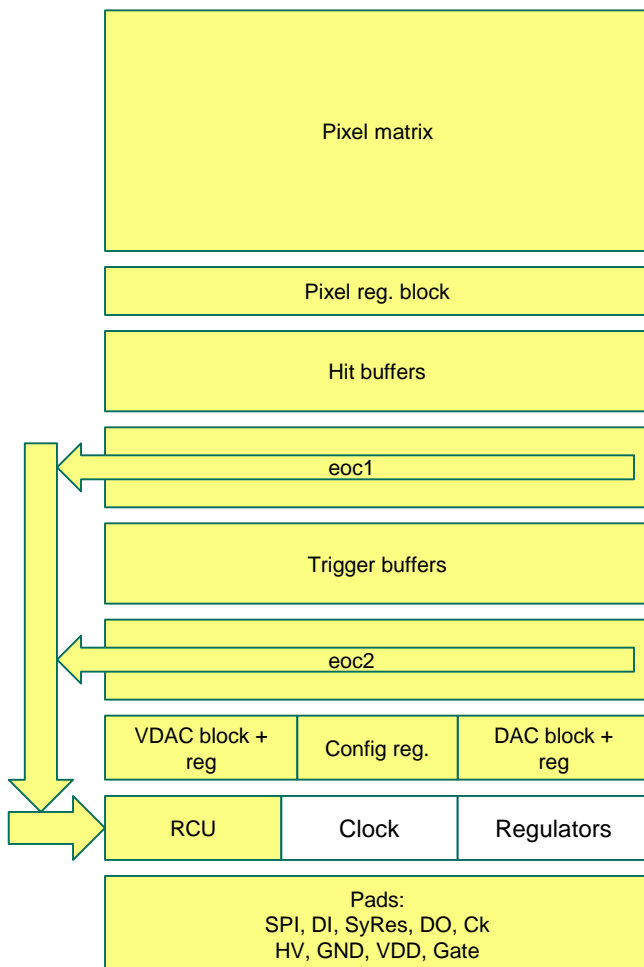 Pixel matrix
Pixel reg. block
Hit buffers
eoc1
Trigger buffers
eoc2
VDAC block +
reg
Config reg.
DAC block +
reg
RCU
Clock
Regulators
Pads:
SPI, DI, SyRes, DO, Ck
HV, GND, VDD, Gate